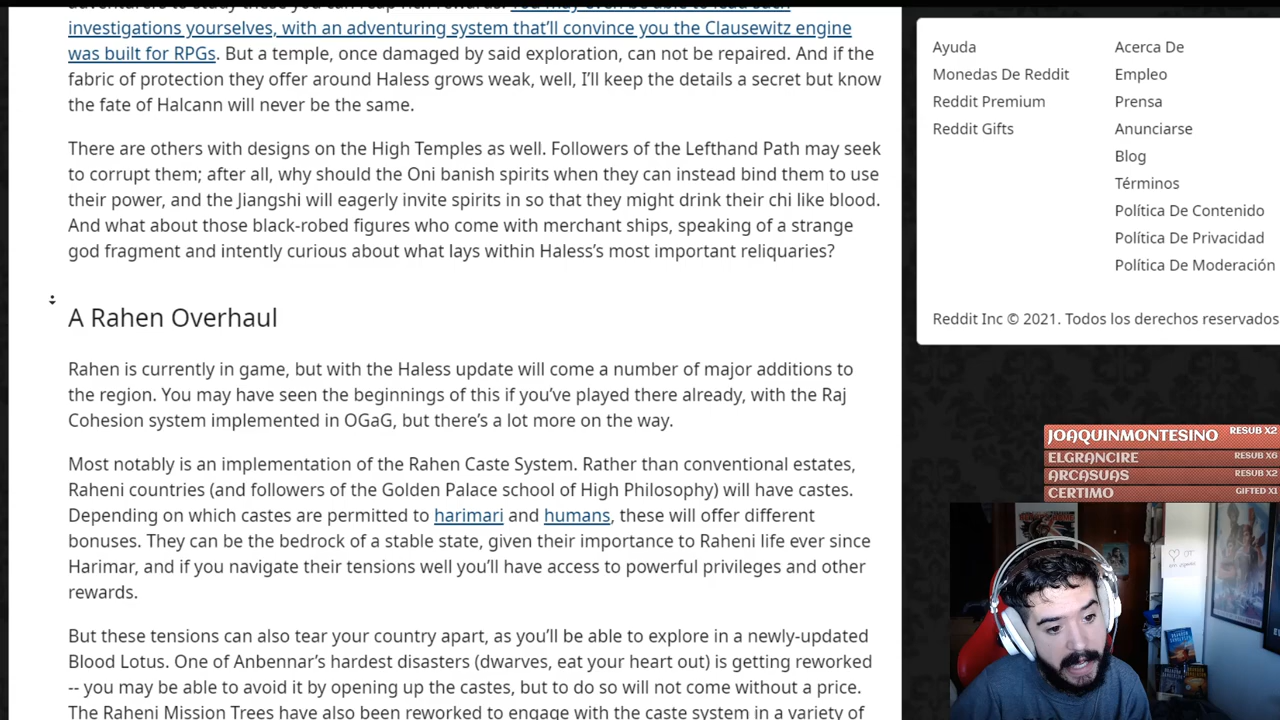 adventurers to study these you can reap rich rewards. You may even be able to lead such
investigations yourselves, with an adventuring system that'll convince you the Clausewitz engine
was built for RPGs. But a temple, once damaged by said exploration, can not be repaired. And if the
fabric of protection they offer around Haless grows weak, well, I'll keep the details a secret but know
the fate of Halcann will never be the same.
There are others with designs on the High Temples as well. Followers of the Lefthand Path may seek
to corrupt them; after all, why should the Oni banish spirits when they can instead bind them to use
their power, and the Jiangshi will eagerly invite spirits in so that they might drink their chi like blood.
And what about those black-robed figures who come with merchant ships, speaking of a strange
god fragment and intently curious about what lays within Haless's most important reliquaries?
A Rahen Overhaul
Rahen is currently in game, but with the Haless update will come a number of major additions to
the region. You may have seen the beginnings of this if you've played there already, with the Raj
Cohesion system implemented in OGaG, but there's a lot more on the way.
Most notably is an implementation of the Rahen Caste System. Rather than conventional estates,
Raheni countries (and followers of the Golden Palace school of High Philosophy) will have castes.
Depending on which castes are permitted to harimari and humans, these will offer different
bonuses. They can be the bedrock of a stable state, given their importance to Raheni life ever since
Harimar, and if you navigate their tensions well you'll have access to powerful privileges and other
rewards.
But these tensions can also tear your country apart, as you'll be able to explore in a newly-updated
Blood Lotus. One of Anbennar's hardest disasters (dwarves, eat your heart out) is getting reworked
-- you may be able to avoid it by opening up the castes, but to do so will not come without a price.
The Raheni Mission Trees have also been reworked to engage with the caste system in a variety of
Ayuda
Monedas De Reddit
Reddit Premium
Reddit Gifts
Acerca De
Empleo
Prensa
Anunciarse
Blog
Términos
Política De Contenido
Política De Privacidad
Política De Moderación
Reddit Inc © 2021. Todos los derechos reservados
JOAQUINMONTESINO RESUB X2
ELGRANCIRE RESUB X6
ARCASUAS RESUB X2
CERTIMO GIFTED X1